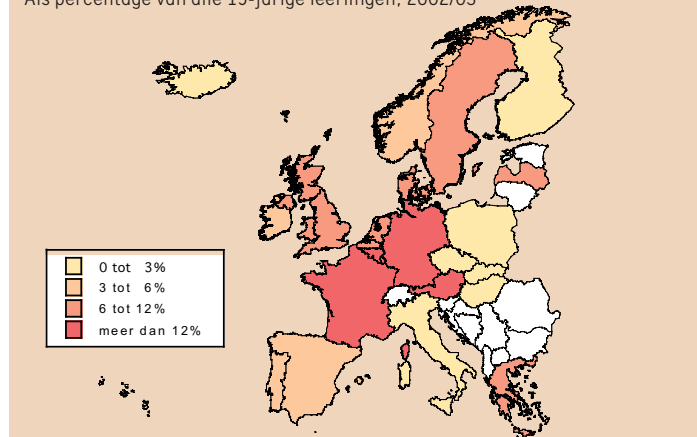 Als percentage van alle 15-jarige leerlingen, 2002/03
0 tot 3%
3 tot 6%
6 tot 12%
meer dan 12%